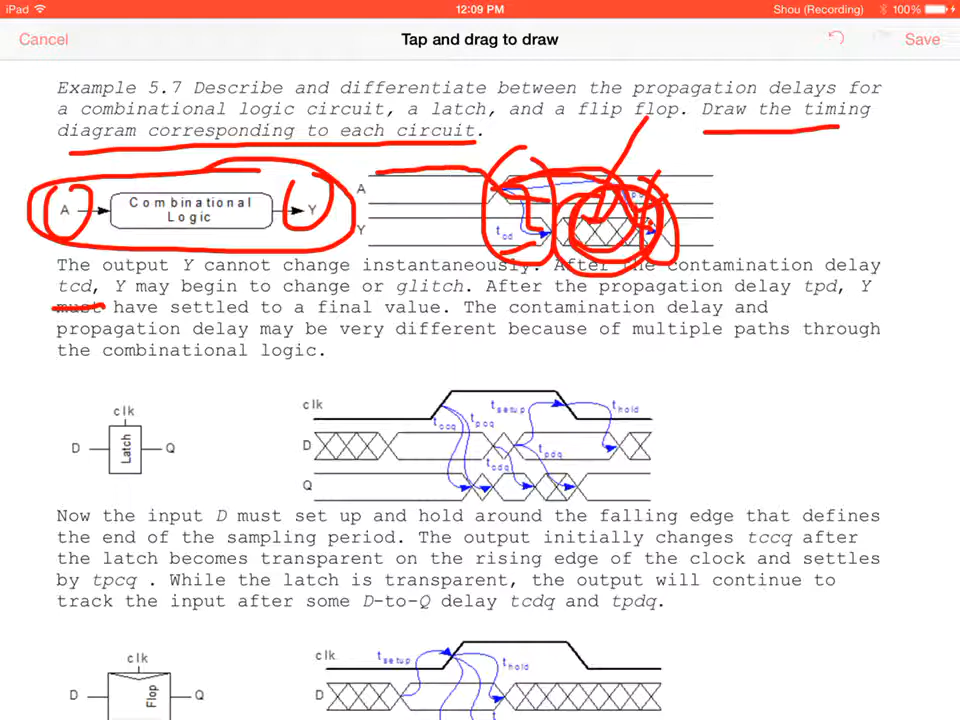 iPad 12:09 PM Shou (Recording) 100%
Cancel Tap and drag to draw Save
Example 5.7 Describe and differentiate between the propagation delays for
a combinational logic circuit, a latch, and a flip flop. Draw the timing
diagram corresponding to each circuit.
A Combinational Logic Y
A
Y
tcd
The output Y cannot change instantaneously. After the contamination delay
tcd, Y may begin to change or glitch. After the propagation delay tpd, Y
must have settled to a final value. The contamination delay and
propagation delay may be very different because of multiple paths through
the combinational logic.
clk
D Latch Q
clk tsetup thold
tccq tpcq
D tpdq
tcdq
Q
Now the input D must set up and hold around the falling edge that defines
the end of the sampling period. The output initially changes tccq after
the latch becomes transparent on the rising edge of the clock and settles
by tpcq . While the latch is transparent, the output will continue to
track the input after some D-to-Q delay tcdq and tpdq.
clk
D Flop Q
clk tsetup thold
D